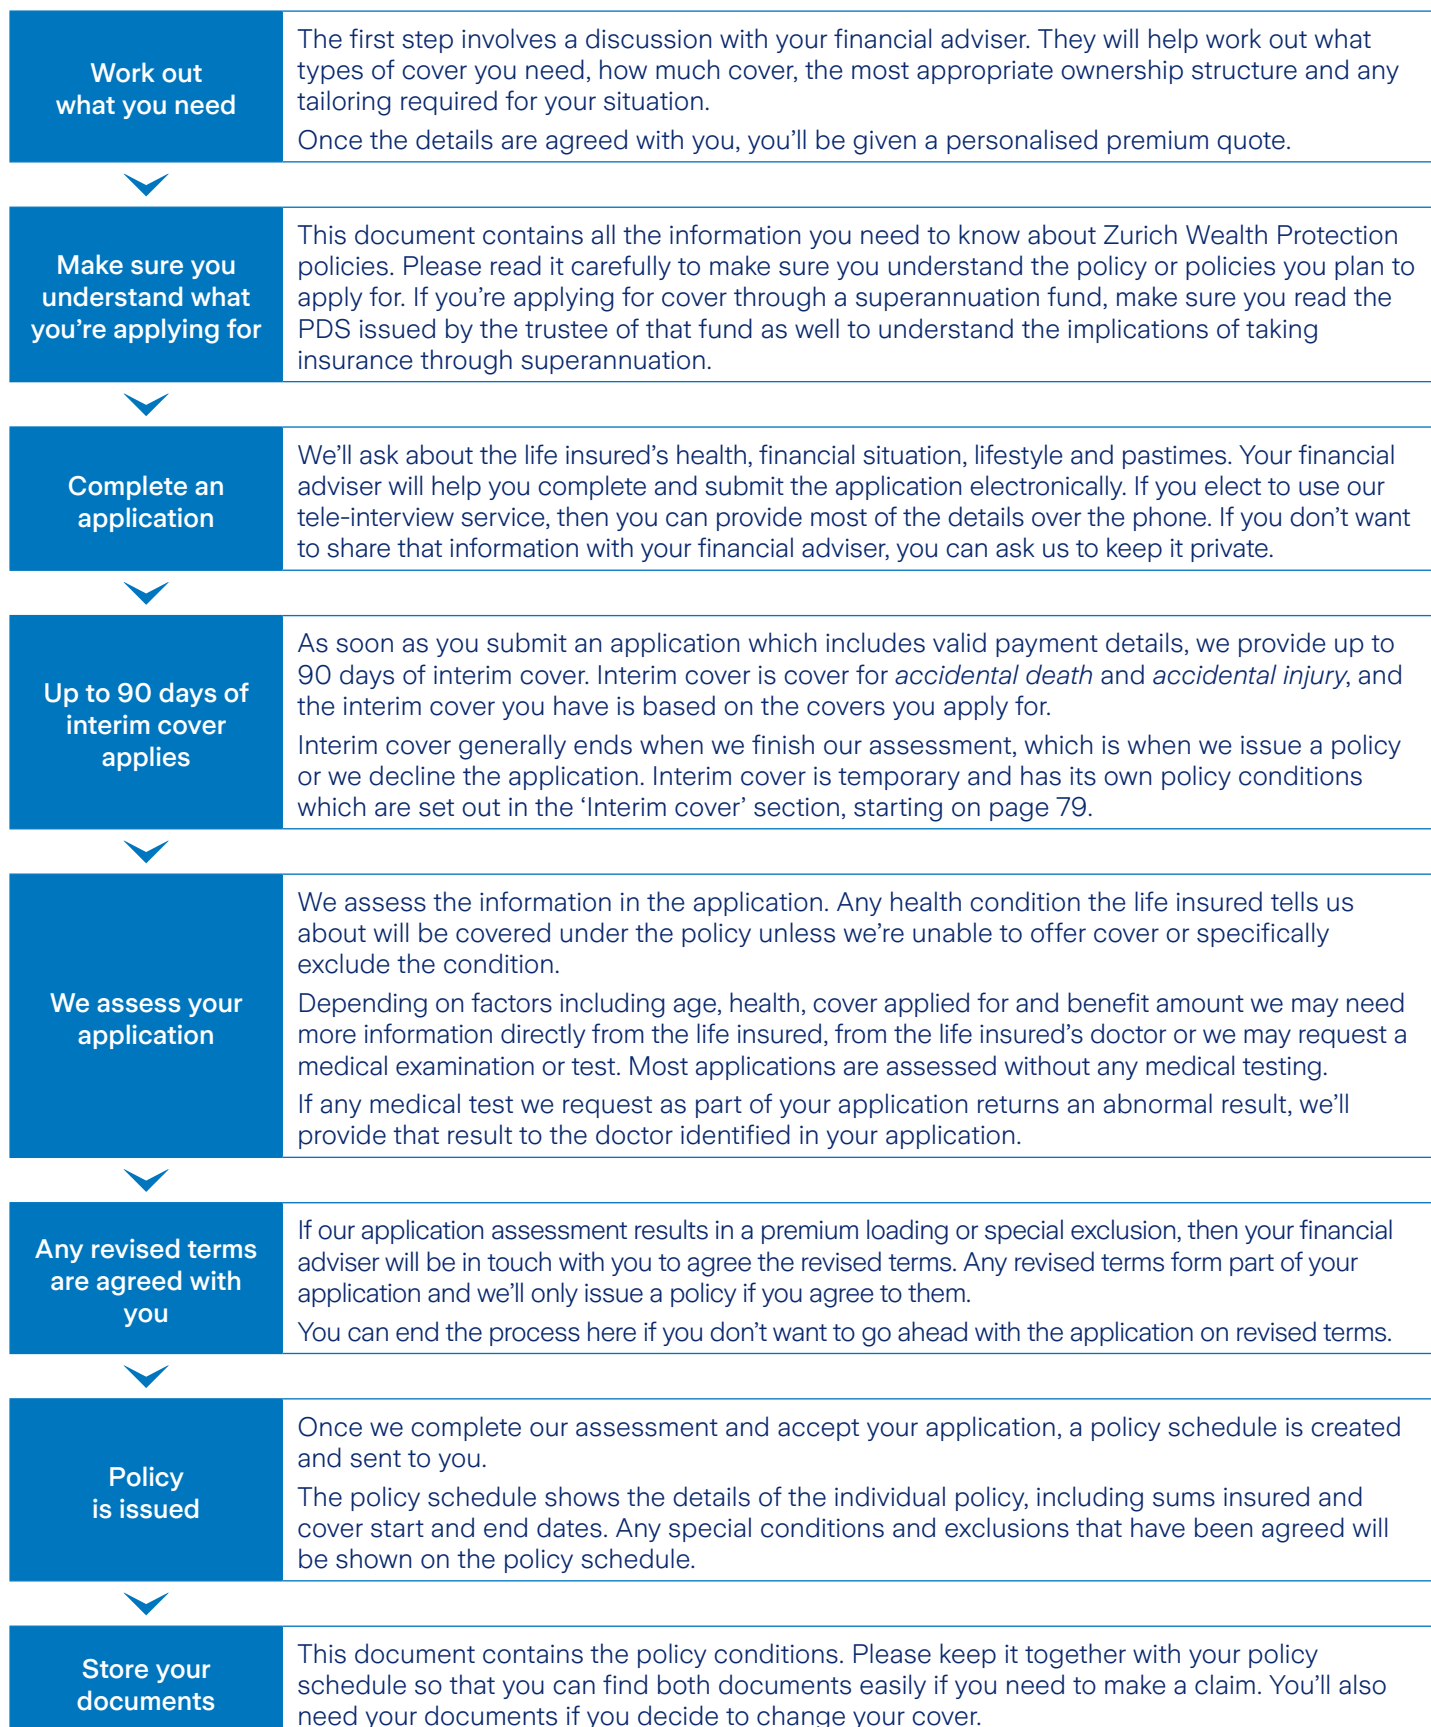 Work out
what you need
The first step involves a discussion with your financial adviser. They will help work out what
types of cover you need, how much cover, the most appropriate ownership structure and any
tailoring required for your situation.
Once the details are agreed with you, you’ll be given a personalised premium quote.
Make sure you
understand what
you’re applying for
This document contains all the information you need to know about Zurich Wealth Protection
policies. Please read it carefully to make sure you understand the policy or policies you plan to
apply for. If you’re applying for cover through a superannuation fund, make sure you read the
PDS issued by the trustee of that fund as well to understand the implications of taking
insurance through superannuation.
Complete an
application
We’ll ask about the life insured’s health, financial situation, lifestyle and pastimes. Your financial
adviser will help you complete and submit the application electronically. If you elect to use our
tele-interview service, then you can provide most of the details over the phone. If you don’t want
to share that information with your financial adviser, you can ask us to keep it private.
Up to 90 days of
interim cover
applies
As soon as you submit an application which includes valid payment details, we provide up to
90 days of interim cover. Interim cover is cover for accidental death and accidental injury, and
the interim cover you have is based on the covers you apply for.
Interim cover generally ends when we finish our assessment, which is when we issue a policy
or we decline the application. Interim cover is temporary and has its own policy conditions
which are set out in the ‘Interim cover’ section, starting on page 79.
We assess your
application
We assess the information in the application. Any health condition the life insured tells us
about will be covered under the policy unless we’re unable to offer cover or specifically
exclude the condition.
Depending on factors including age, health, cover applied for and benefit amount we may need
more information directly from the life insured, from the life insured’s doctor or we may request a
medical examination or test. Most applications are assessed without any medical testing.
If any medical test we request as part of your application returns an abnormal result, we’ll
provide that result to the doctor identified in your application.
Any revised terms
are agreed with
you
If our application assessment results in a premium loading or special exclusion, then your financial
adviser will be in touch with you to agree the revised terms. Any revised terms form part of your
application and we’ll only issue a policy if you agree to them.
You can end the process here if you don’t want to go ahead with the application on revised terms.
Policy
is issued
Once we complete our assessment and accept your application, a policy schedule is created
and sent to you.
The policy schedule shows the details of the individual policy, including sums insured and
cover start and end dates. Any special conditions and exclusions that have been agreed will
be shown on the policy schedule.
Store your
documents
This document contains the policy conditions. Please keep it together with your policy
schedule so that you can find both documents easily if you need to make a claim. You’ll also
need your documents if you decide to change your cover.